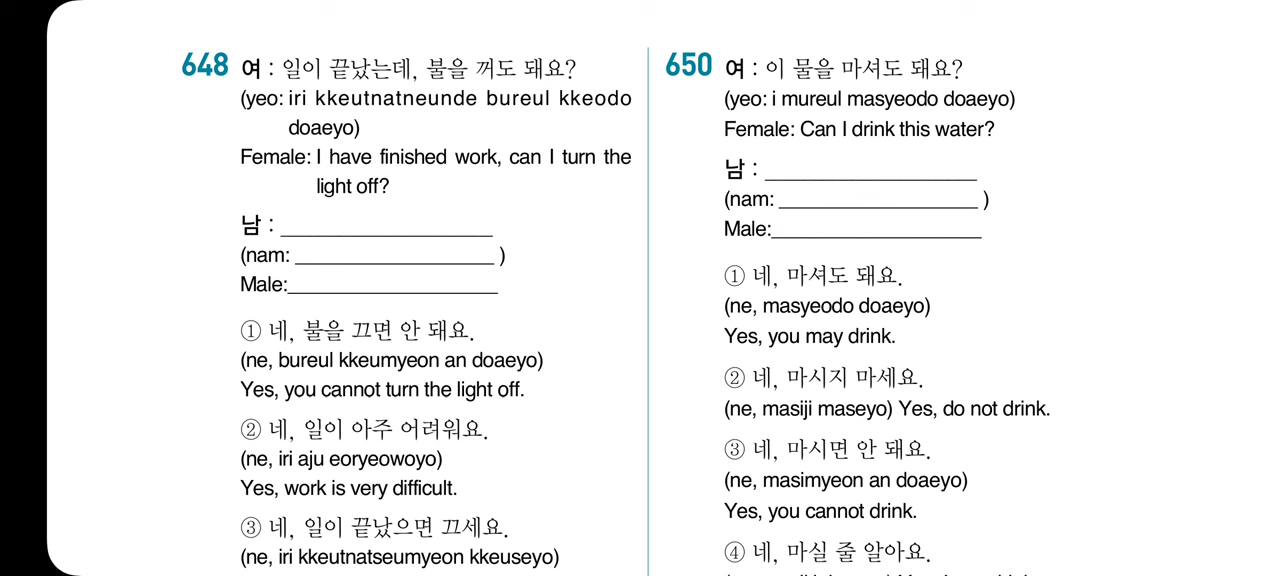 648 여 : 일이 끝났는데, 불을 꺼도 돼요?
(yeo: iri kkeutnatneunde bureul kkeodo
doaeyo)
Female: I have finished work, can I turn the
light off?
남 : ____________________
(nam: ___________________ )
Male:____________________
① 네, 불을 끄면 안 돼요.
(ne, bureul kkeumyeon an doaeyo)
Yes, you cannot turn the light off.
② 네, 일이 아주 어려워요.
(ne, iri aju eoryeowoyo)
Yes, work is very difficult.
③ 네, 일이 끝났으면 끄세요.
(ne, iri kkeutnatseumyeon kkeuseyo)
650 여 : 이 물을 마셔도 돼요?
(yeo: i mureul masyeodo doaeyo)
Female: Can I drink this water?
남 : ____________________
(nam: ___________________ )
Male:____________________
① 네, 마셔도 돼요.
(ne, masyeodo doaeyo)
Yes, you may drink.
② 네, 마시지 마세요.
(ne, masiji maseyo) Yes, do not drink.
③ 네, 마시면 안 돼요.
(ne, masimyeon an doaeyo)
Yes, you cannot drink.
④ 네, 마실 줄 알아요.